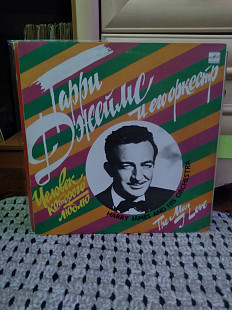 Гарри
Джеймс
и его оркестр
Человек,
которого
люблю
HARRY JAMES AND HIS ORCHESTRA
The Man
I Love